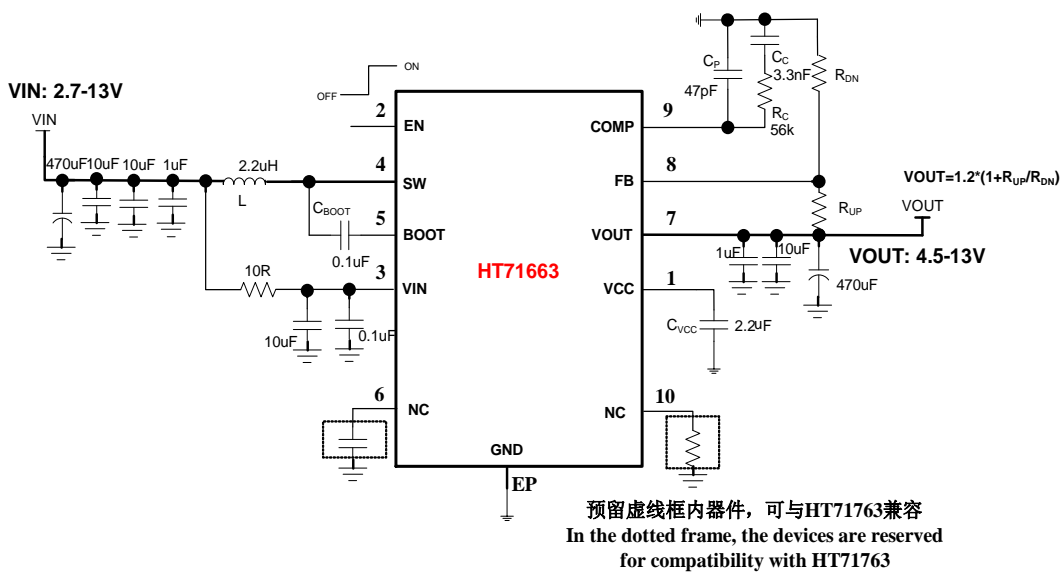 ON
OFF
VIN: 2.7-13V
VIN
470uF
10uF
10uF
1uF
2.2uH
L
CBOOT
0.1uF
10R
10uF
0.1uF
2
EN
4
SW
5
BOOT
3
VIN
6
NC
HT71663
GND
EP
9
COMP
8
FB
7
VOUT
1
VCC
10
NC
CP
47pF
CC
3.3nF
RC
56k
RDN
RUP
VOUT=1.2*(1+RUP/RDN)
VOUT
VOUT: 4.5-13V
1uF
10uF
470uF
CVCC
2.2uF
预留虚线框内器件，可与HT71763兼容
In the dotted frame, the devices are reserved
for compatibility with HT71763